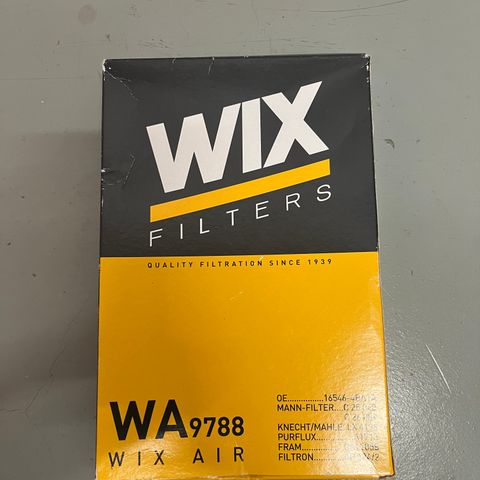 WIX
FILTERS
QUALITY FILTRATION SINCE 1939
WA9788
WIX AIR
OE
MANN-FILTER
KNECHT/MAHLE
PURFLUX
FRAM
FILTRON